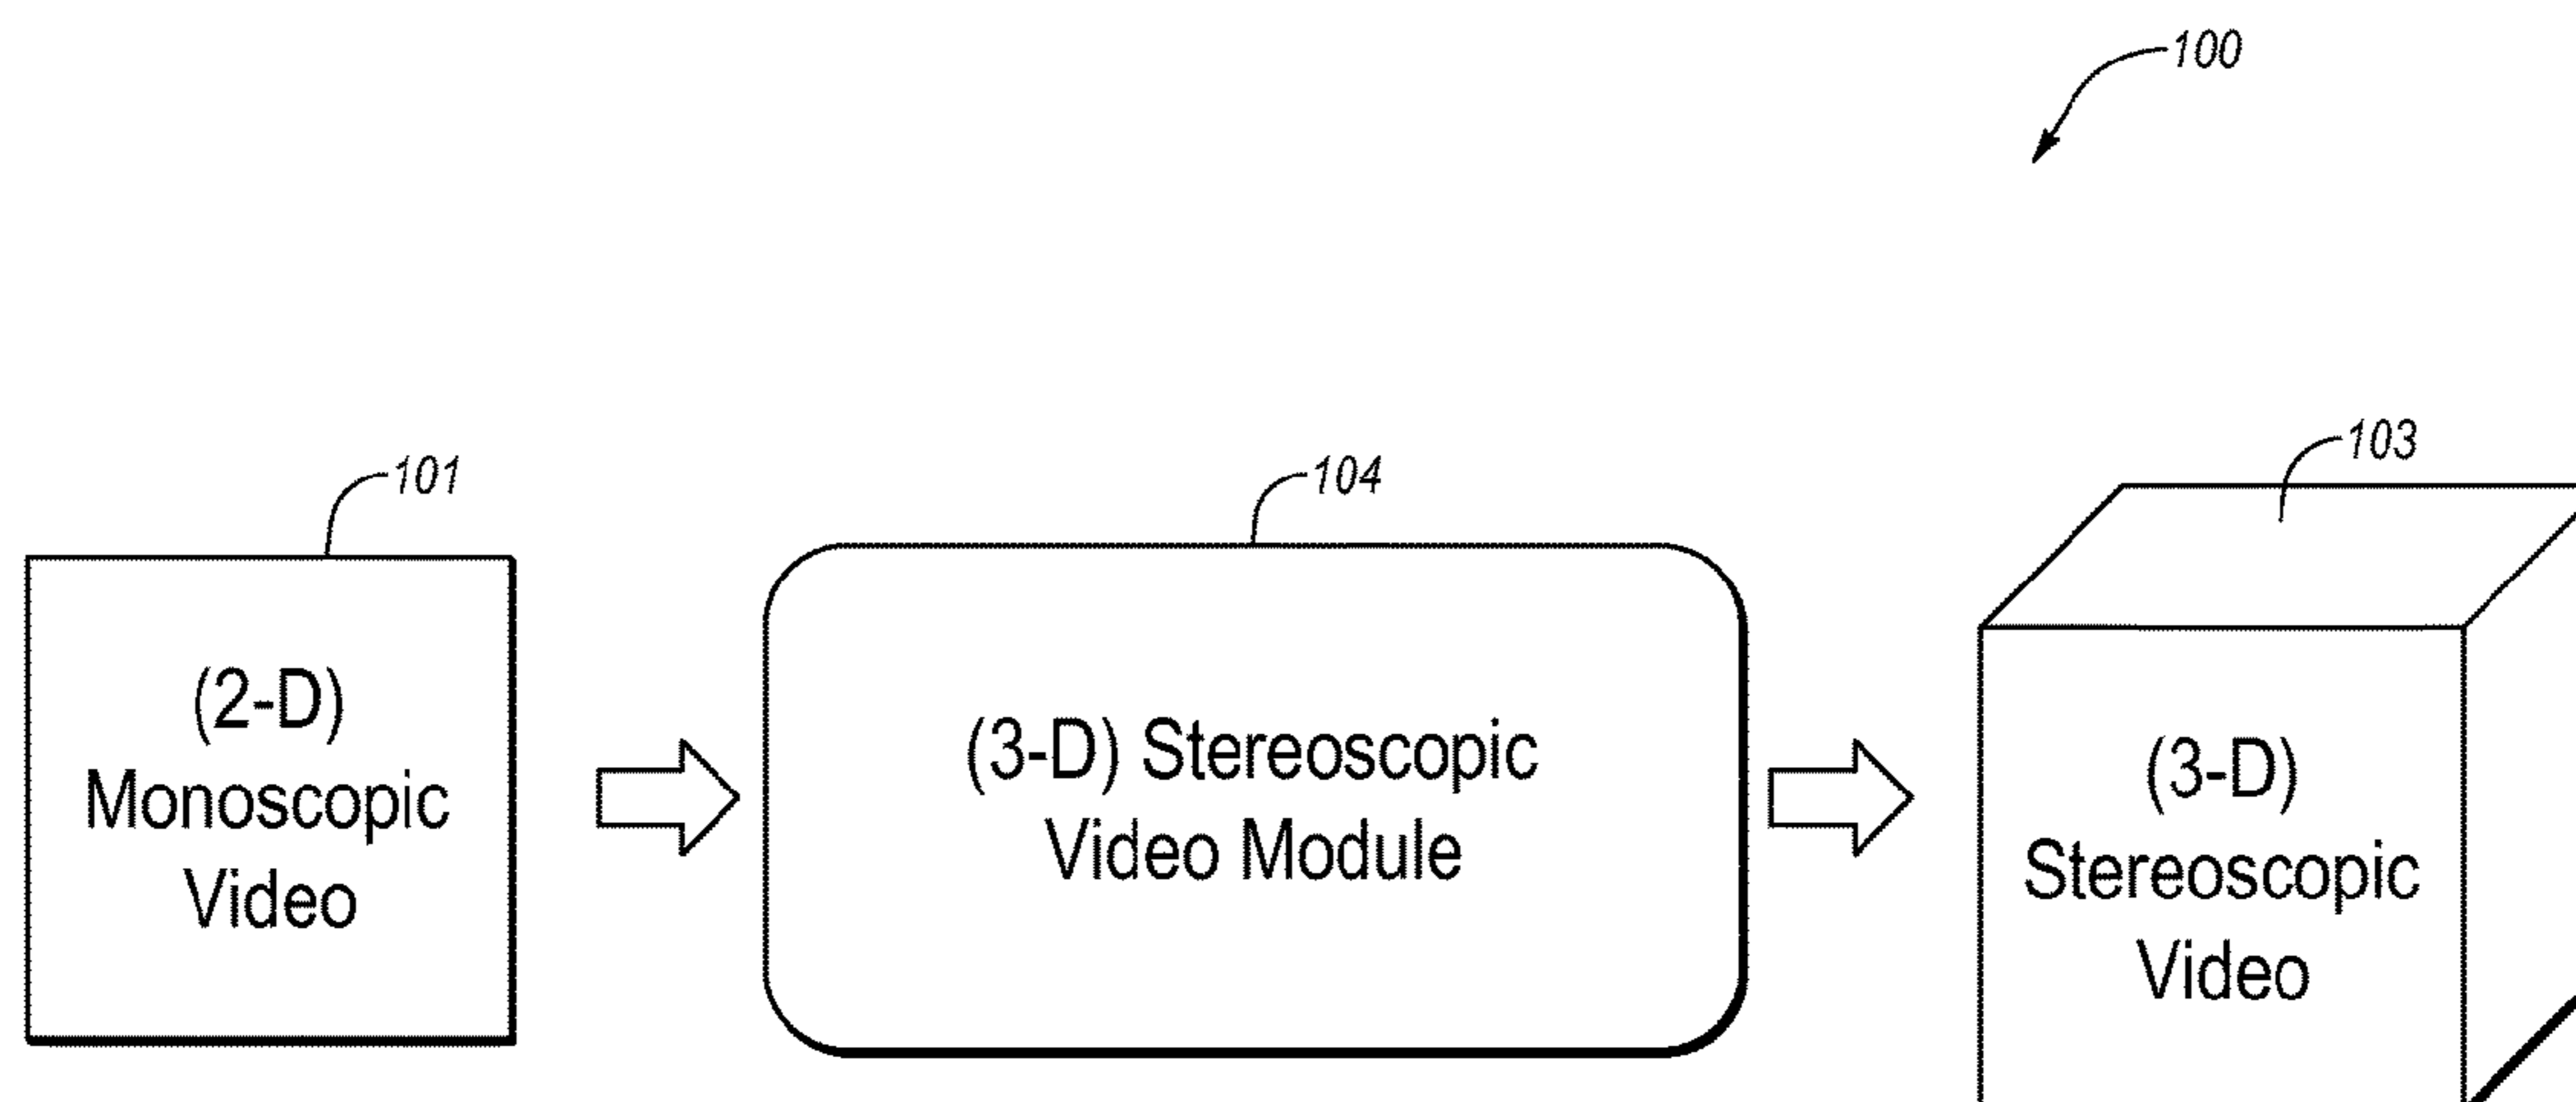 100
101
(2-D)
Monoscopic
Video
104
(3-D) Stereoscopic
Video Module
103
(3-D)
Stereoscopic
Video